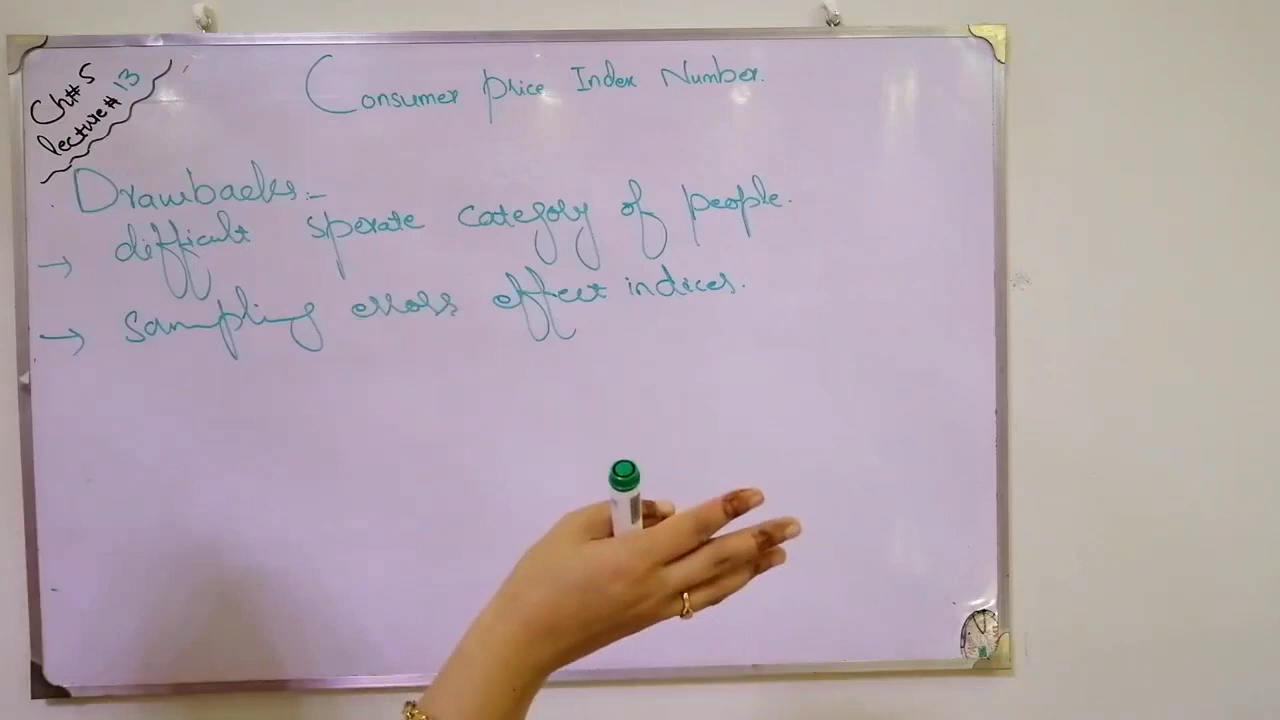 Ch#5
lecture# 13
Consumer price Index Number.
Drawbacks:-
→ difficult sperate category of people.
→ sampling errors effect indices.